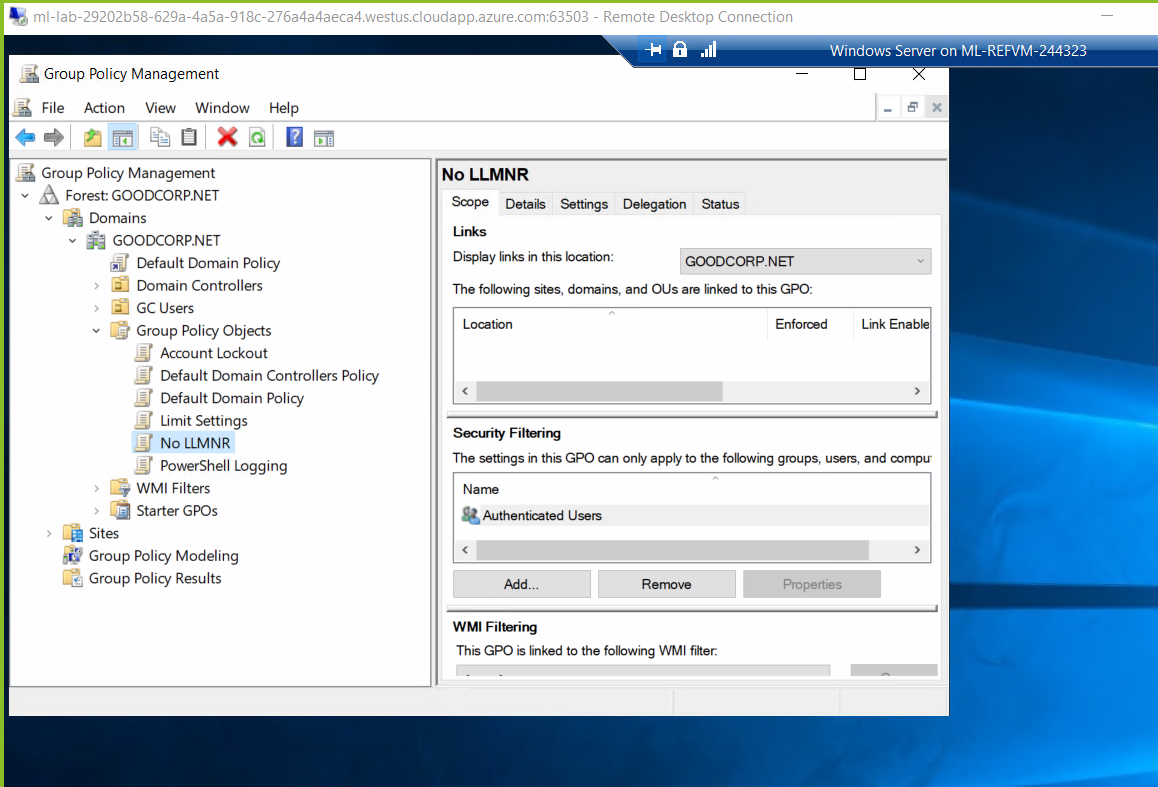 ml-lab-29202b58-629a-4a5a-918c-276a4a4aeca4.westus.cloudapp.azure.com:63503 - Remote Desktop Connection
Windows Server on ML-REFVM-244323
Group Policy Management
File Action View Window Help
Group Policy Management
Forest: GOODCORP.NET
Domains
GOODCORP.NET
Default Domain Policy
Domain Controllers
GC Users
Group Policy Objects
Account Lockout
Default Domain Controllers Policy
Default Domain Policy
Limit Settings
No LLMNR
PowerShell Logging
WMI Filters
Starter GPOs
Sites
Group Policy Modeling
Group Policy Results
No LLMNR
Scope Details Settings Delegation Status
Links
Display links in this location: GOODCORP.NET
The following sites, domains, and OUs are linked to this GPO:
Location Enforced Link Enable
Security Filtering
The settings in this GPO can only apply to the following groups, users, and compu
Name
Authenticated Users
Add... Remove Properties
WMI Filtering
This GPO is linked to the following WMI filter: